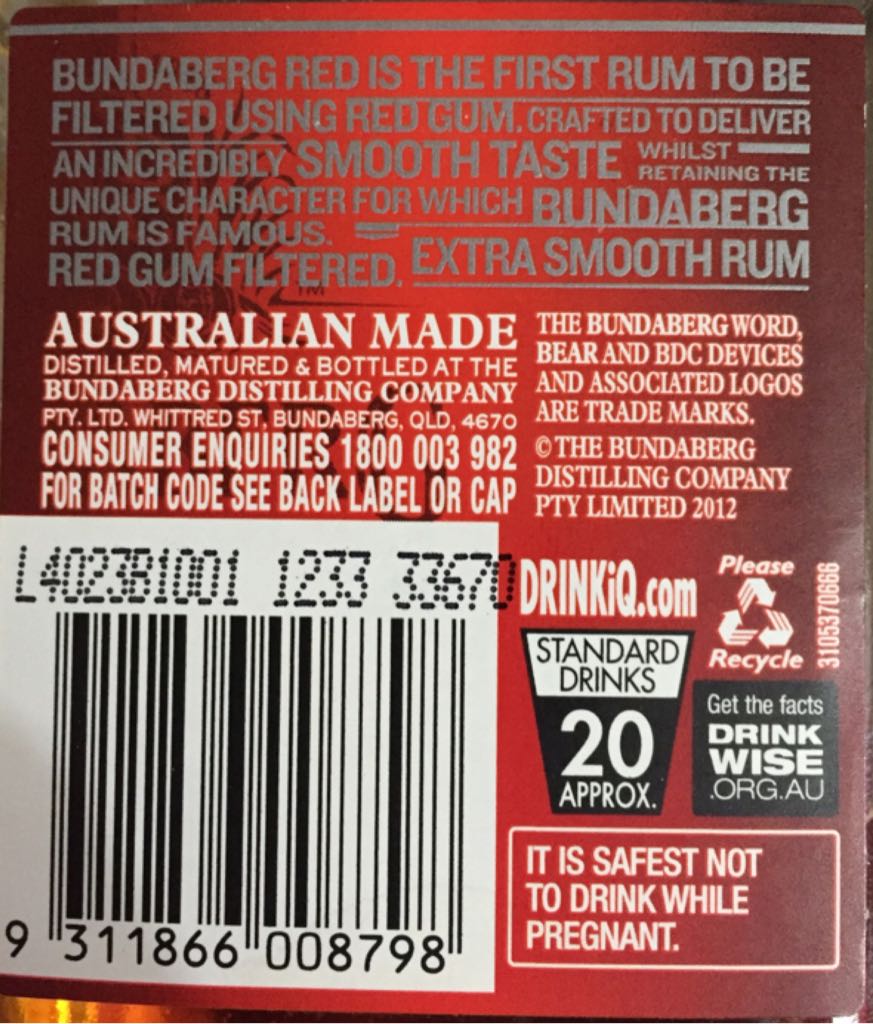 BUNDABERG RED IS THE FIRST RUM TO BE
FILTERED USING RED GUM. CRAFTED TO DELIVER
AN INCREDIBLY SMOOTH TASTE WHILST
RETAINING THE
UNIQUE CHARACTER FOR WHICH BUNDABERG
RUM IS FAMOUS.
RED GUM FILTERED. EXTRA SMOOTH RUM
TM
AUSTRALIAN MADE
DISTILLED, MATURED & BOTTLED AT THE
BUNDABERG DISTILLING COMPANY
PTY. LTD. WHITTRED ST, BUNDABERG, QLD, 4670
CONSUMER ENQUIRIES 1800 003 982
FOR BATCH CODE SEE BACK LABEL OR CAP
THE BUNDABERG WORD,
BEAR AND BDC DEVICES
AND ASSOCIATED LOGOS
ARE TRADE MARKS.
© THE BUNDABERG
DISTILLING COMPANY
PTY LIMITED 2012
L4023B1001 1233 33670
9 311866 008798
DRINKiQ.com
Please
Recycle
3105370666
STANDARD
DRINKS
20
APPROX.
Get the facts
DRINK
WISE
.ORG.AU
IT IS SAFEST NOT
TO DRINK WHILE
PREGNANT.